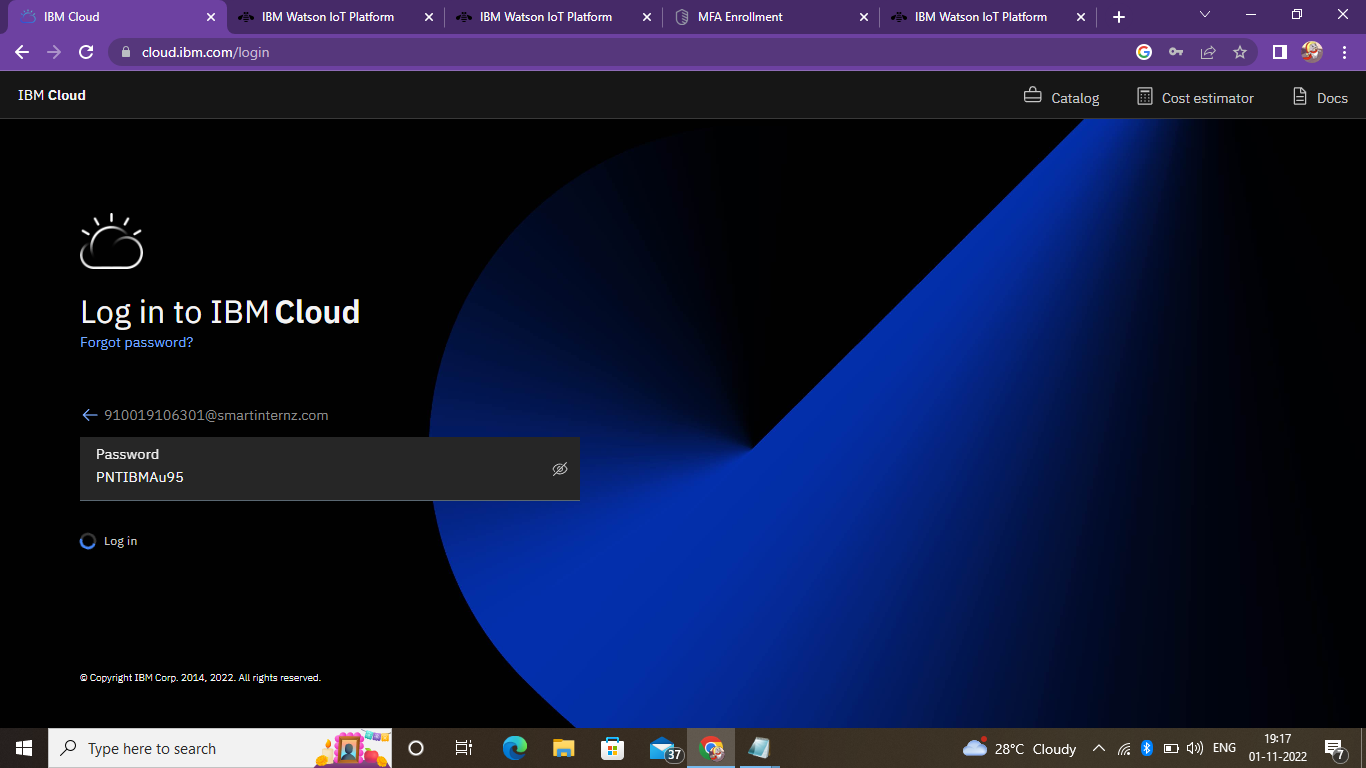 IBM Cloud
IBM Watson IoT Platform
IBM Watson IoT Platform
MFA Enrollment
IBM Watson IoT Platform
cloud.ibm.com/login
IBM Cloud
Catalog
Cost estimator
Docs
Log in to IBM Cloud
Forgot password?
910019106301@smartinternz.com
Password
PNTIBMAu95
Log in
© Copyright IBM Corp. 2014, 2022. All rights reserved.
Type here to search
37
28°C Cloudy
ENG
19:17
01-11-2022
7